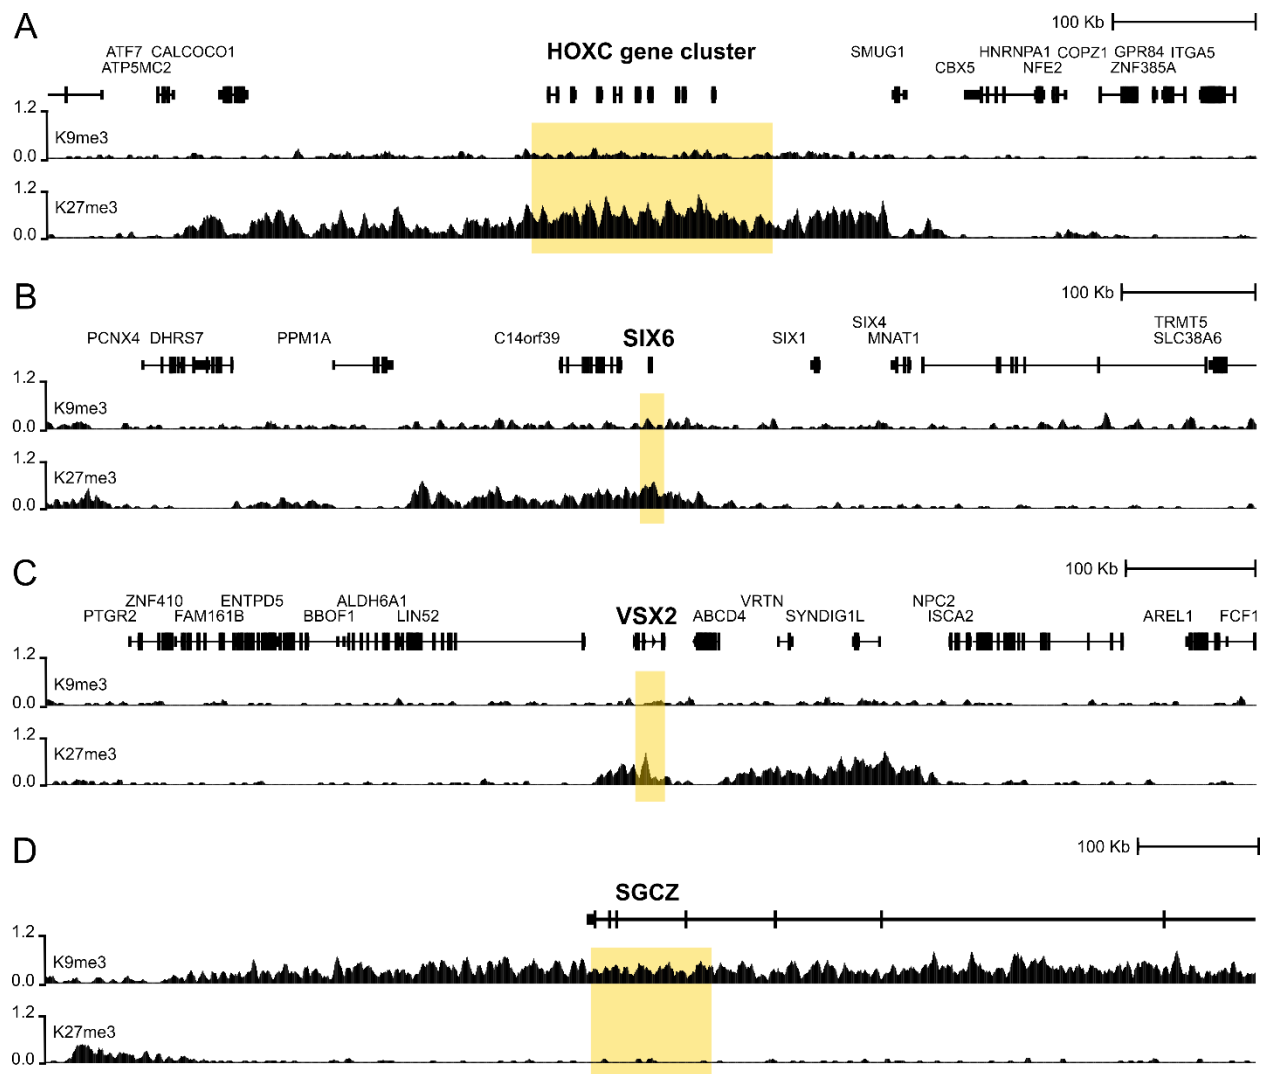 A
100 Kb
ATF7 CALCOCO1
HOXC gene cluster
SMUG1
HNRNPA1 COPZ1 GPR84 ITGA5
ATP5MC2
CBX5
NFE2
ZNF385A
1.2
K9me3
0.0
1.2
K27me3
0.0
B
100 Kb
SIX4
TRMT5
PCNX4 DHRS7
PPM1A
C14orf39
SIX6
SIX1
MNAT1
SLC38A6
1.2
K9me3
0.0
1.2
K27me3
0.0
C
100 Kb
ZNF410
ENTPD5
ALDH6A1
VRTN
NPC2
PTGR2
FAM161B
BBOF1
LIN52
VSX2
ABCD4
SYNDIG1L
ISCA2
AREL1
FCF1
1.2
K9me3
0.0
1.2
K27me3
0.0
D
100 Kb
SGCZ
1.2
K9me3
0.0
1.2
K27me3
0.0